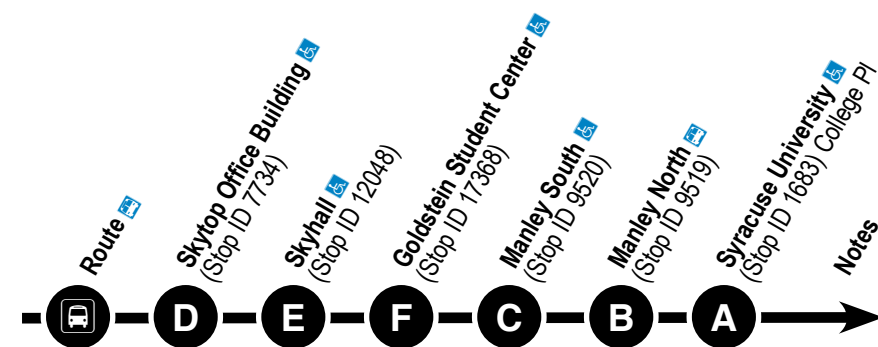 Route
Skytop Office Building
(Stop ID 7734)
Skyhall
(Stop ID 12048)
Goldstein Student Center
(Stop ID 17368)
Manley South
(Stop ID 9520)
Manley North
(Stop ID 9519)
Syracuse University
(Stop ID 1683) College Pl
Notes
D
E
F
C
B
A